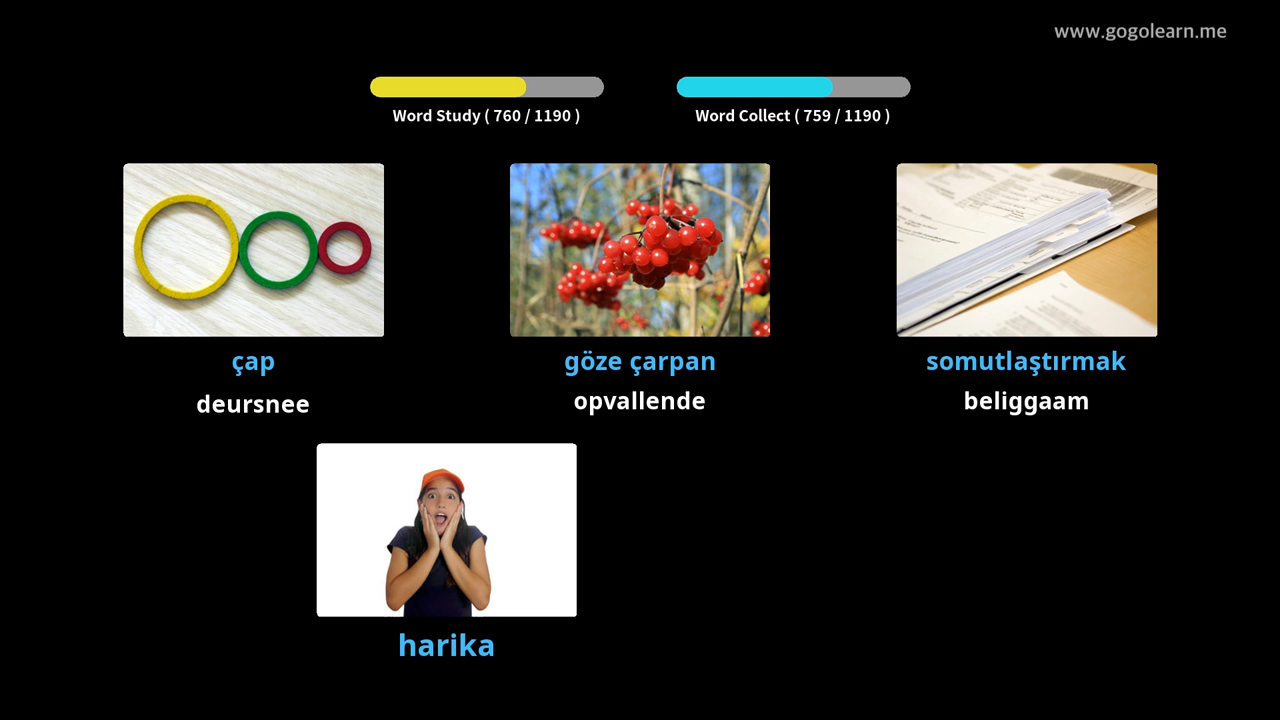 www.gogolearn.me
Word Study ( 760 / 1190 )
Word Collect ( 759 / 1190 )
çap
göze çarpan
somutlaştırmak
deursnee
opvallende
beliggaam
harika